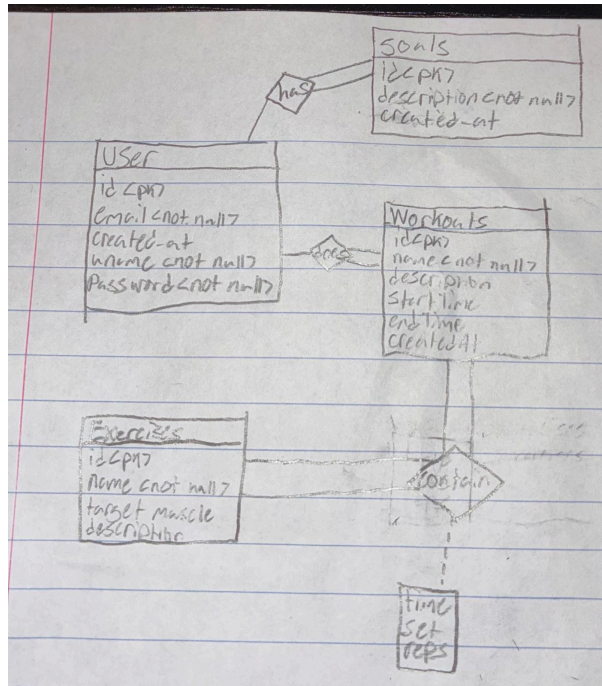 Goals
id <pk>
description <not null>
created-at
has
User
id <pk>
email <not null>
created-at
uname <not null>
Password <not null>
does
Workouts
id <pk>
name <not null>
description
StartTime
endTime
CreatedAt
Exercizes
id <pk>
name <not null>
target muscle
description
contain
time
set
reps